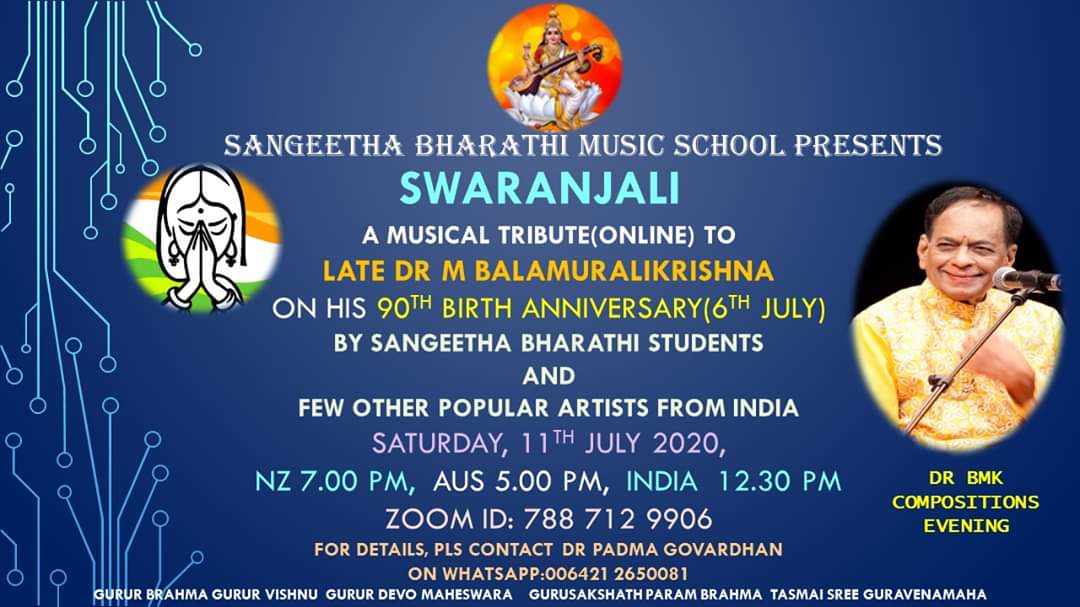 SANGEETHA BHARATHI MUSIC SCHOOL PRESENTS
SWARANJALI
A MUSICAL TRIBUTE(ONLINE) TO
LATE DR M BALAMURALIKRISHNA
ON HIS 90TH BIRTH ANNIVERSARY(6TH JULY)
BY SANGEETHA BHARATHI STUDENTS
AND
FEW OTHER POPULAR ARTISTS FROM INDIA
SATURDAY, 11TH JULY 2020,
NZ 7.00 PM, AUS 5.00 PM, INDIA 12.30 PM
ZOOM ID: 788 712 9906
FOR DETAILS, PLS CONTACT DR PADMA GOVARDHAN
ON WHATSAPP:006421 2650081
DR BMK
COMPOSITIONS
EVENING
GURUR BRAHMA GURUR VISHNU GURUR DEVO MAHESWARA GURUSAKSHATH PARAM BRAHMA TASMAI SREE GURAVENAMAHA